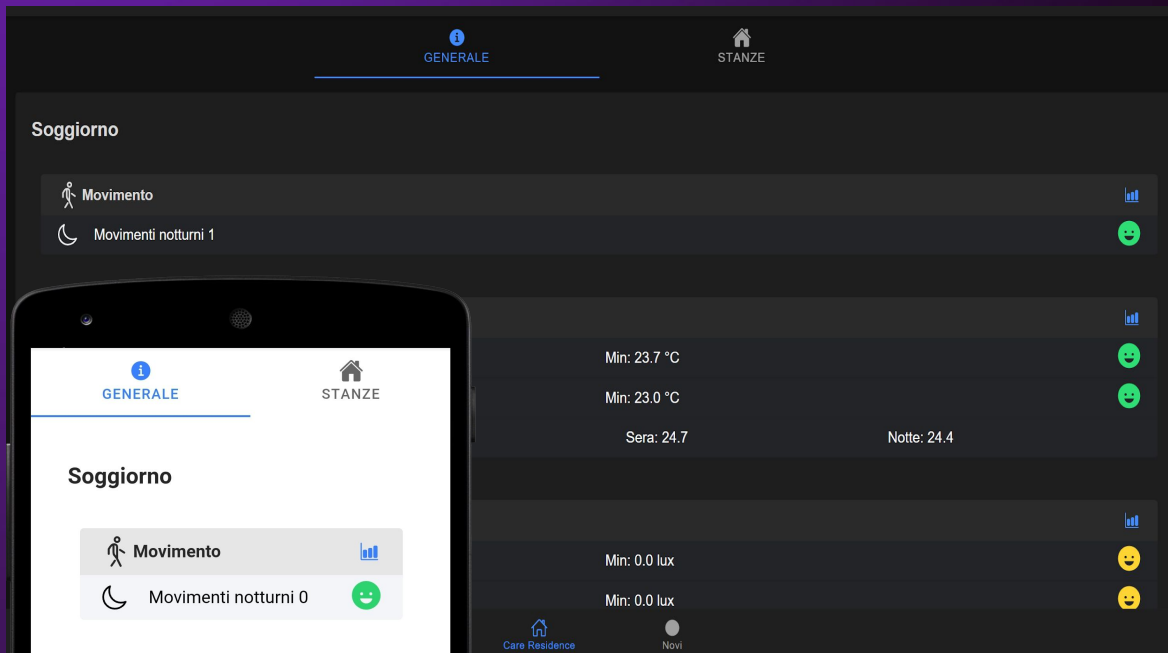 GENERALE
STANZE
Soggiorno
Movimento
Movimenti notturni 1
Min: 23.7 °C
Min: 23.0 °C
Sera: 24.7 Notte: 24.4
Min: 0.0 lux
Min: 0.0 lux
Care Residence
Novi
GENERALE
STANZE
Soggiorno
Movimento
Movimenti notturni 0